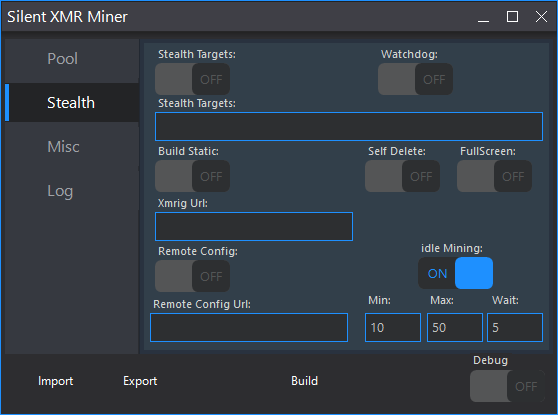 Silent XMR Miner
Pool
Stealth
Misc
Log
Stealth Targets:
Watchdog:
OFF
OFF
Stealth Targets:
Build Static:
Self Delete:
FullScreen:
OFF
OFF
OFF
Xmrig Url:
Remote Config:
idle Mining:
OFF
ON
Remote Config Url:
Min:
Max:
Wait:
10
50
5
Import
Export
Build
Debug
OFF